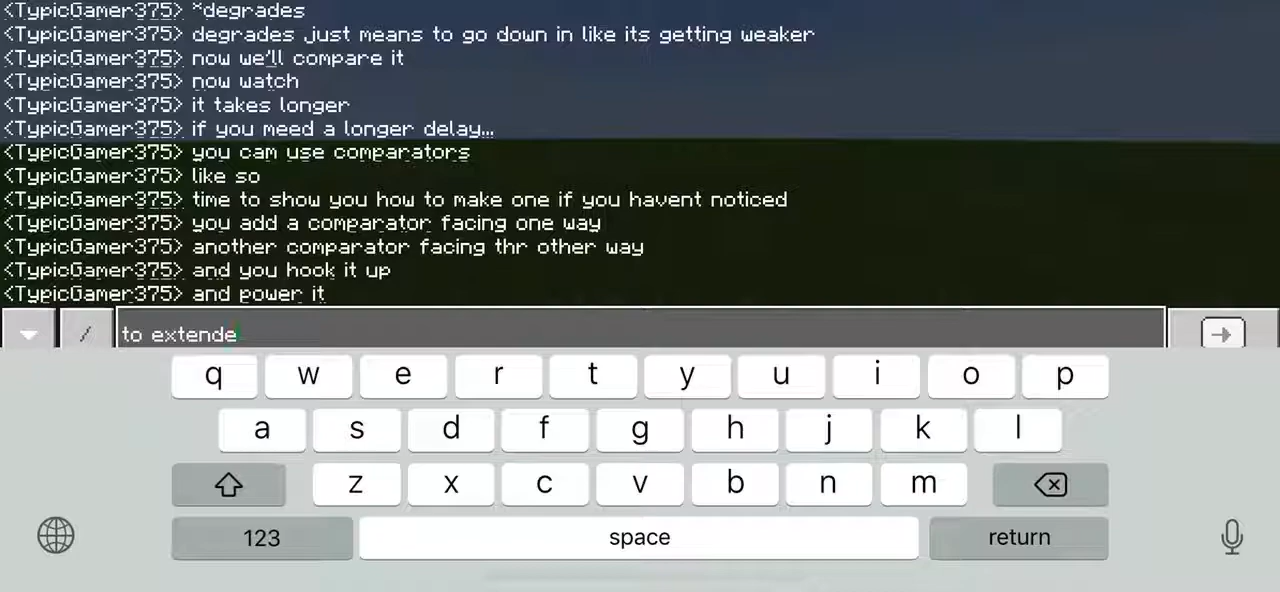 <TypicGamer375> *degrades
<TypicGamer375> degrades just means to go down in like its getting weaker
<TypicGamer375> now we'll compare it
<TypicGamer375> now watch
<TypicGamer375> it takes longer
<TypicGamer375> if you meed a longer delay...
<TypicGamer375> you cam use comparators
<TypicGamer375> like so
<TypicGamer375> time to show you how to make one if you havent noticed
<TypicGamer375> you add a comparator facing one way
<TypicGamer375> another comparator facing thr other way
<TypicGamer375> and you hook it up
<TypicGamer375> and power it
/ to extende
q w e r t y u i o p
a s d f g h j k l
z x c v b n m
123 space return